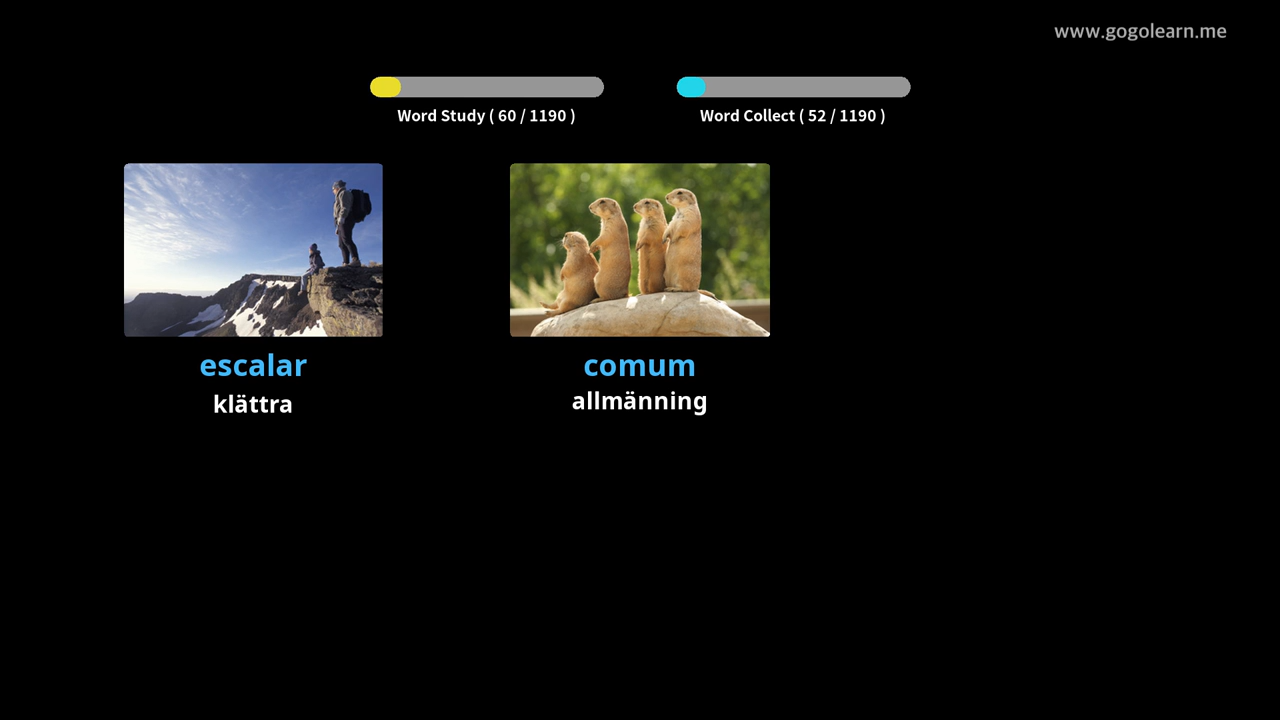 www.gogolearn.me
Word Study ( 60 / 1190 )
Word Collect ( 52 / 1190 )
escalar
klättra
comum
allmänning